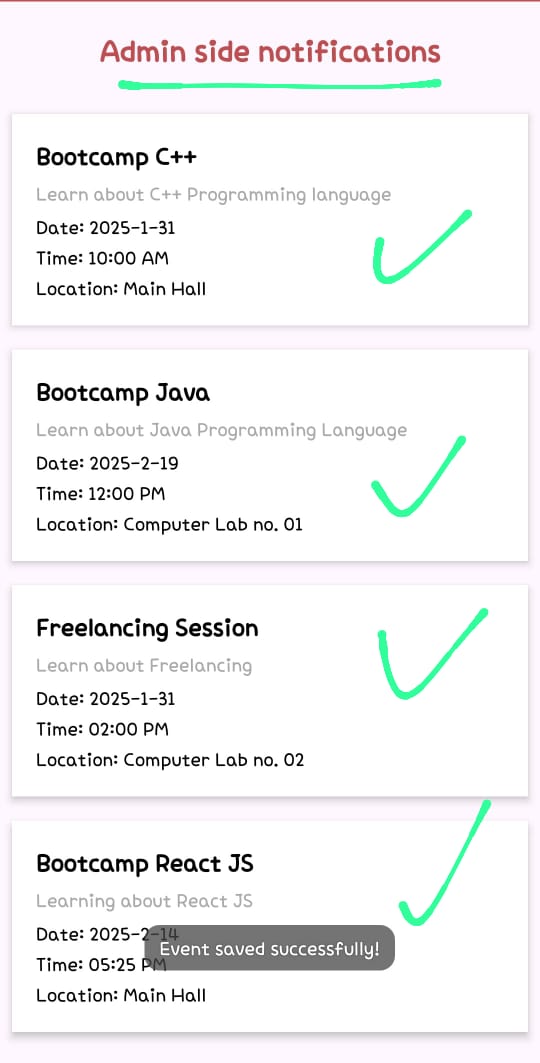 Admin side notifications
Bootcamp C++
Learn about C++ Programming language
Date: 2025-1-31
Time: 10:00 AM
Location: Main Hall
Bootcamp Java
Learn about Java Programming Language
Date: 2025-2-19
Time: 12:00 PM
Location: Computer Lab no. 01
Freelancing Session
Learn about Freelancing
Date: 2025-1-31
Time: 02:00 PM
Location: Computer Lab no. 02
Bootcamp React JS
Learning about React JS
Date: 2025-2-14
Event saved successfully!
Time: 05:25 PM
Location: Main Hall